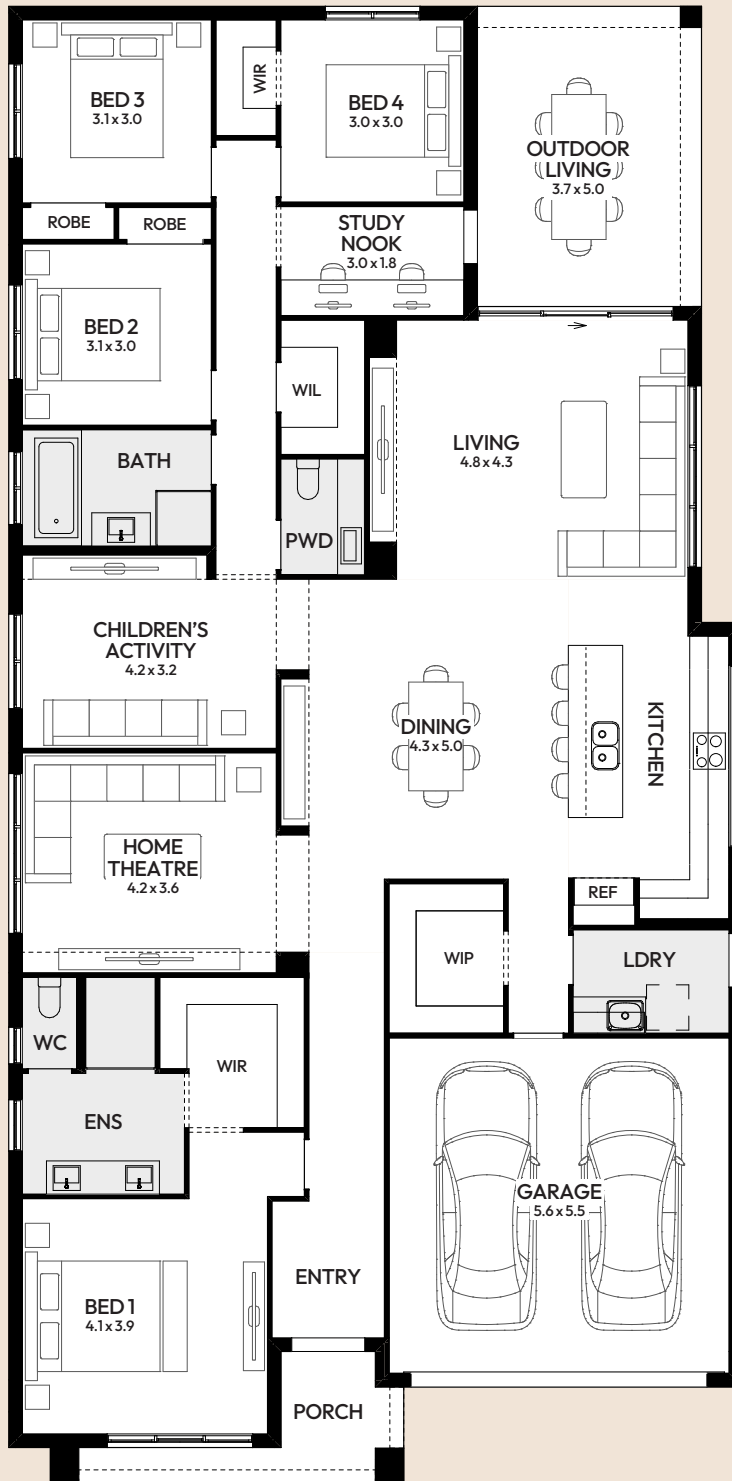 BED 3
3.1 x 3.0
WIR
BED 4
3.0 x 3.0
OUTDOOR
LIVING
3.7 x 5.0
ROBE
ROBE
STUDY
NOOK
3.0 x 1.8
BED 2
3.1 x 3.0
WIL
LIVING
4.8 x 4.3
BATH
PWD
CHILDREN'S
ACTIVITY
4.2 x 3.2
DINING
4.3 x 5.0
KITCHEN
HOME
THEATRE
4.2 x 3.6
REF
WIP
LDRY
WC
WIR
ENS
GARAGE
5.6 x 5.5
ENTRY
BED 1
4.1 x 3.9
PORCH